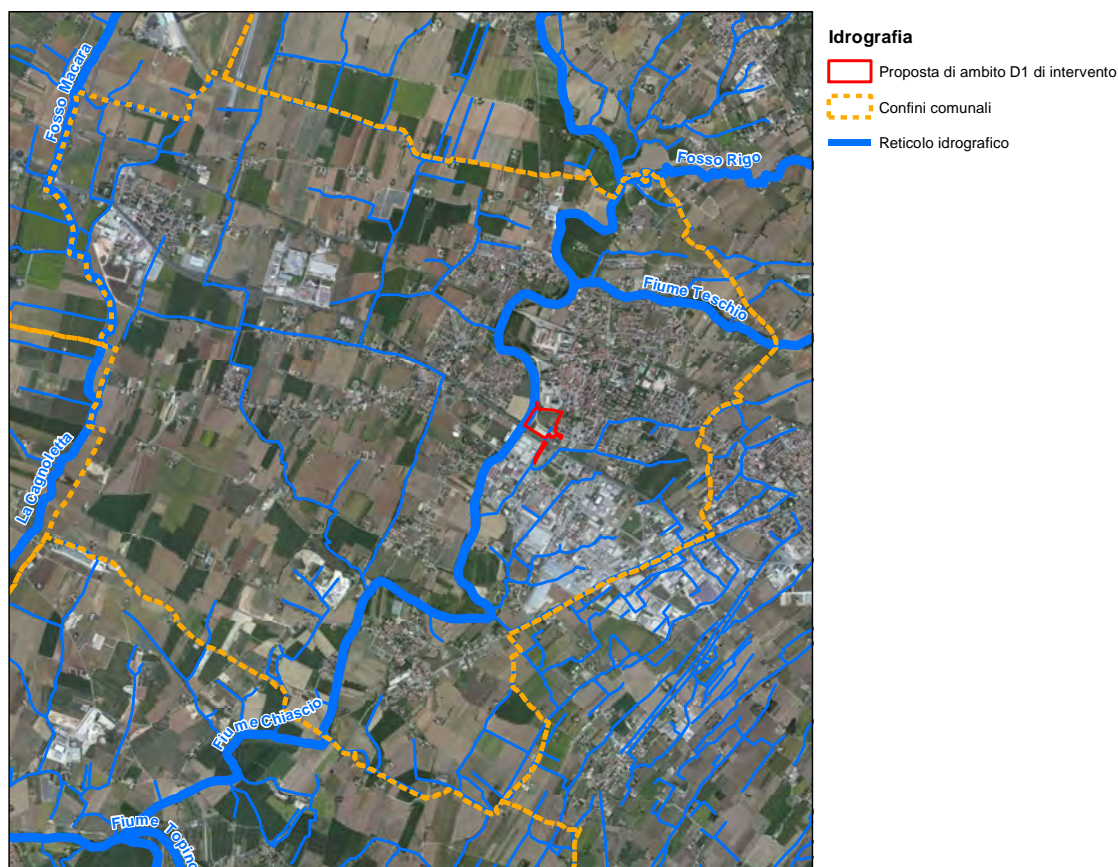 Idrografia
Proposta di ambito D1 di intervento
Confini comunali
Reticolo idrografico
Fosso Macara
Fosso Rigo
Fiume Teschio
La Cagnoletta
Fiume Chiascio
Fiume Topino